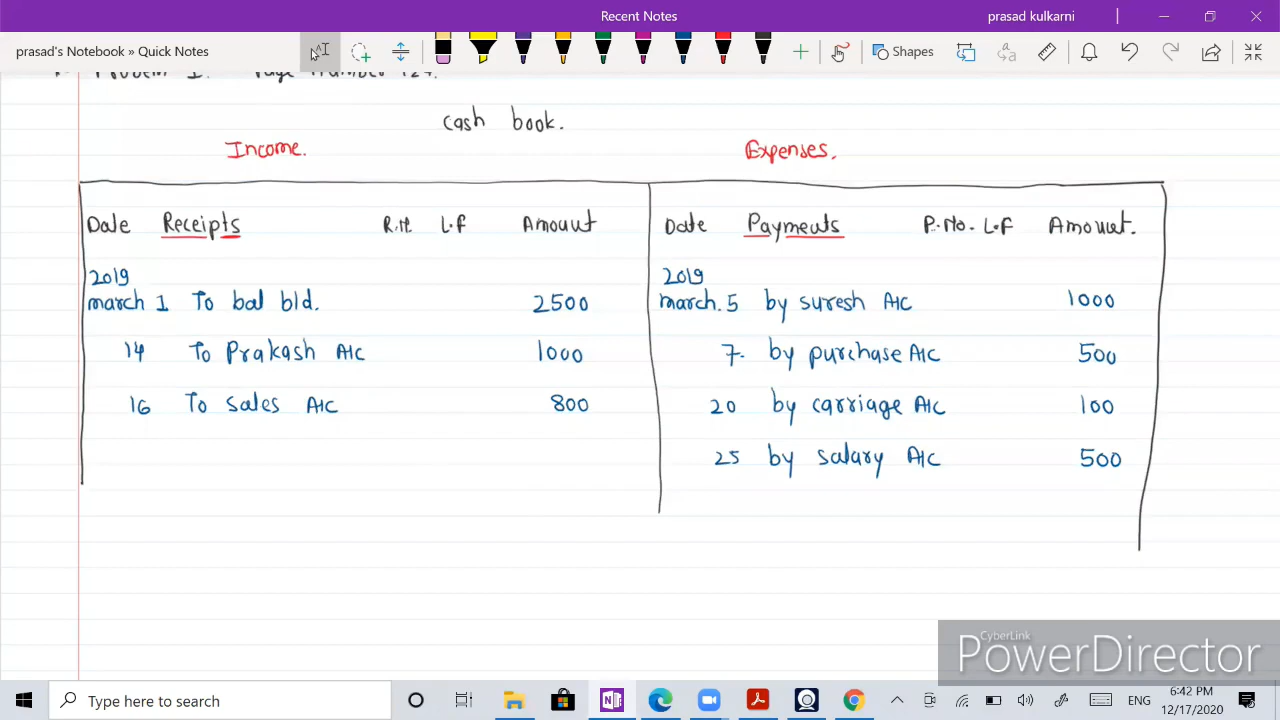 Recent Notes
prasad kulkarni
prasad's Notebook » Quick Notes
Shapes
cash book.
Income. Expenses.
Date Receipts R.N. L.F Amount Date Payments P.No. L.F Amount.
2019 2019
march 1 To bal b/d. 2500 march. 5 by suresh A/C 1000
14 To Prakash A/C 1000 7. by purchase A/C 500
16 To sales A/C 800 20 by carriage A/C 100
25 by salary A/C 500
CyberLink
PowerDirector
Type here to search
6:42 PM
12/17/2020